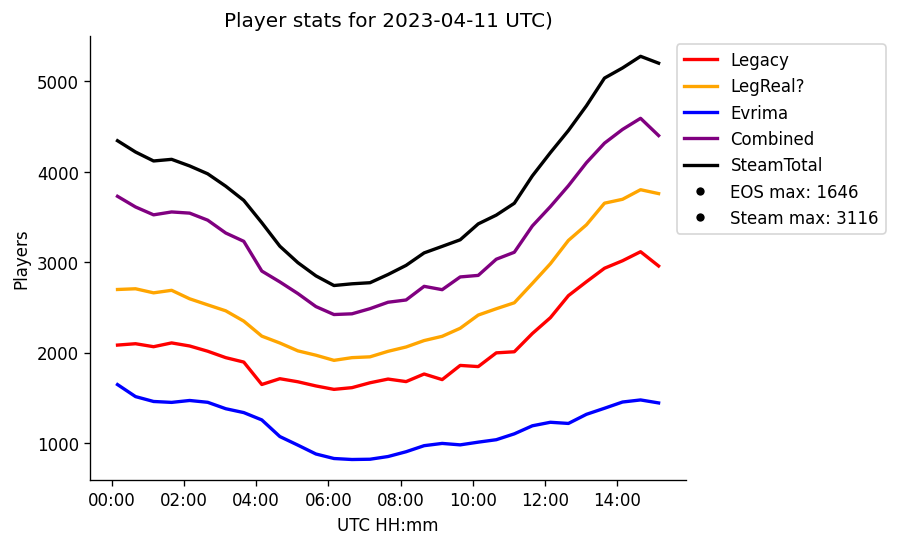 Player stats for 2023-04-11 UTC)
5000
4000
3000
2000
1000
Players
00:00 02:00 04:00 06:00 08:00 10:00 12:00 14:00
UTC HH:mm
Legacy
LegReal?
Evrima
Combined
SteamTotal
EOS max: 1646
Steam max: 3116